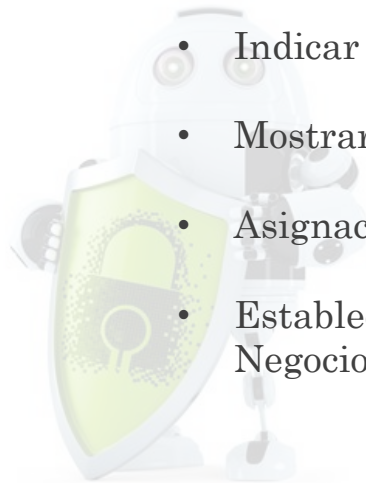 • Indicar
• Mostrar
• Asignac
• Estable
Negocio